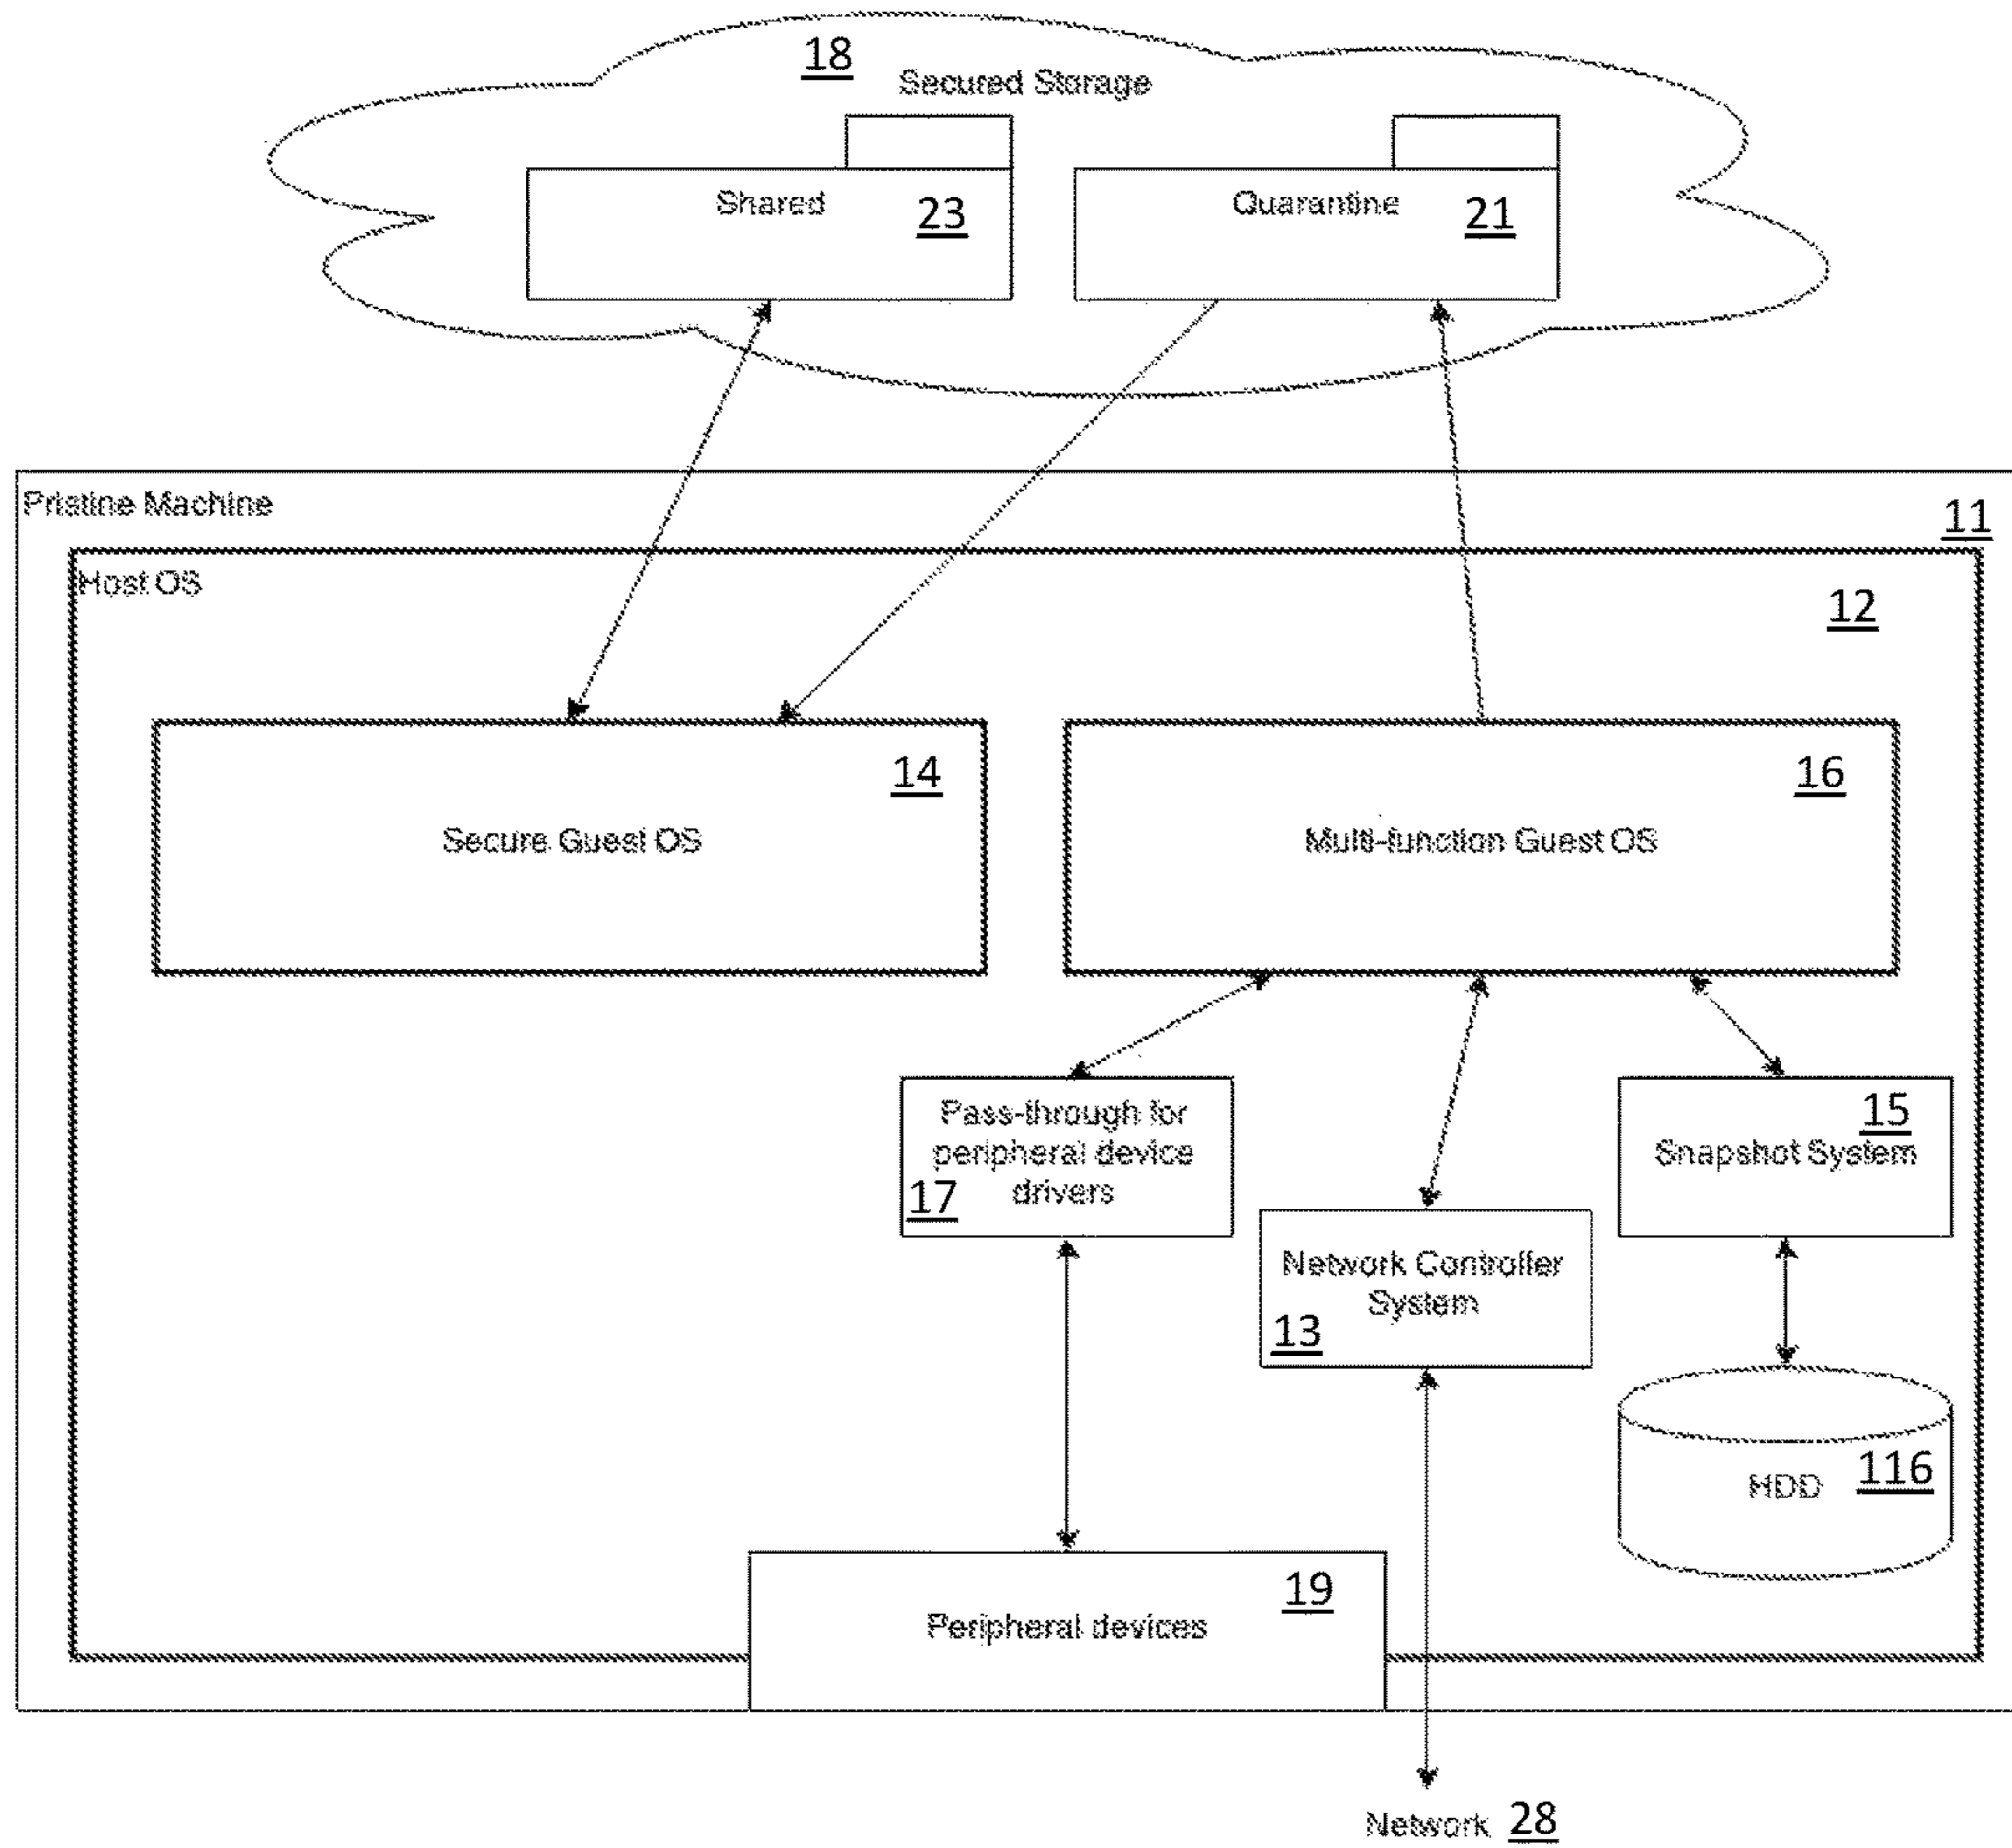 18
Secured Storage
Shared
23
Quarantine
21
Pristine Machine
11
Host OS
12
14
Secure Guest OS
16
Multi-function Guest OS
Pass-through for
peripheral device
drivers
17
15
Snapshot System
Network Controller
System
13
HDD
116
19
Peripheral devices
Network 28